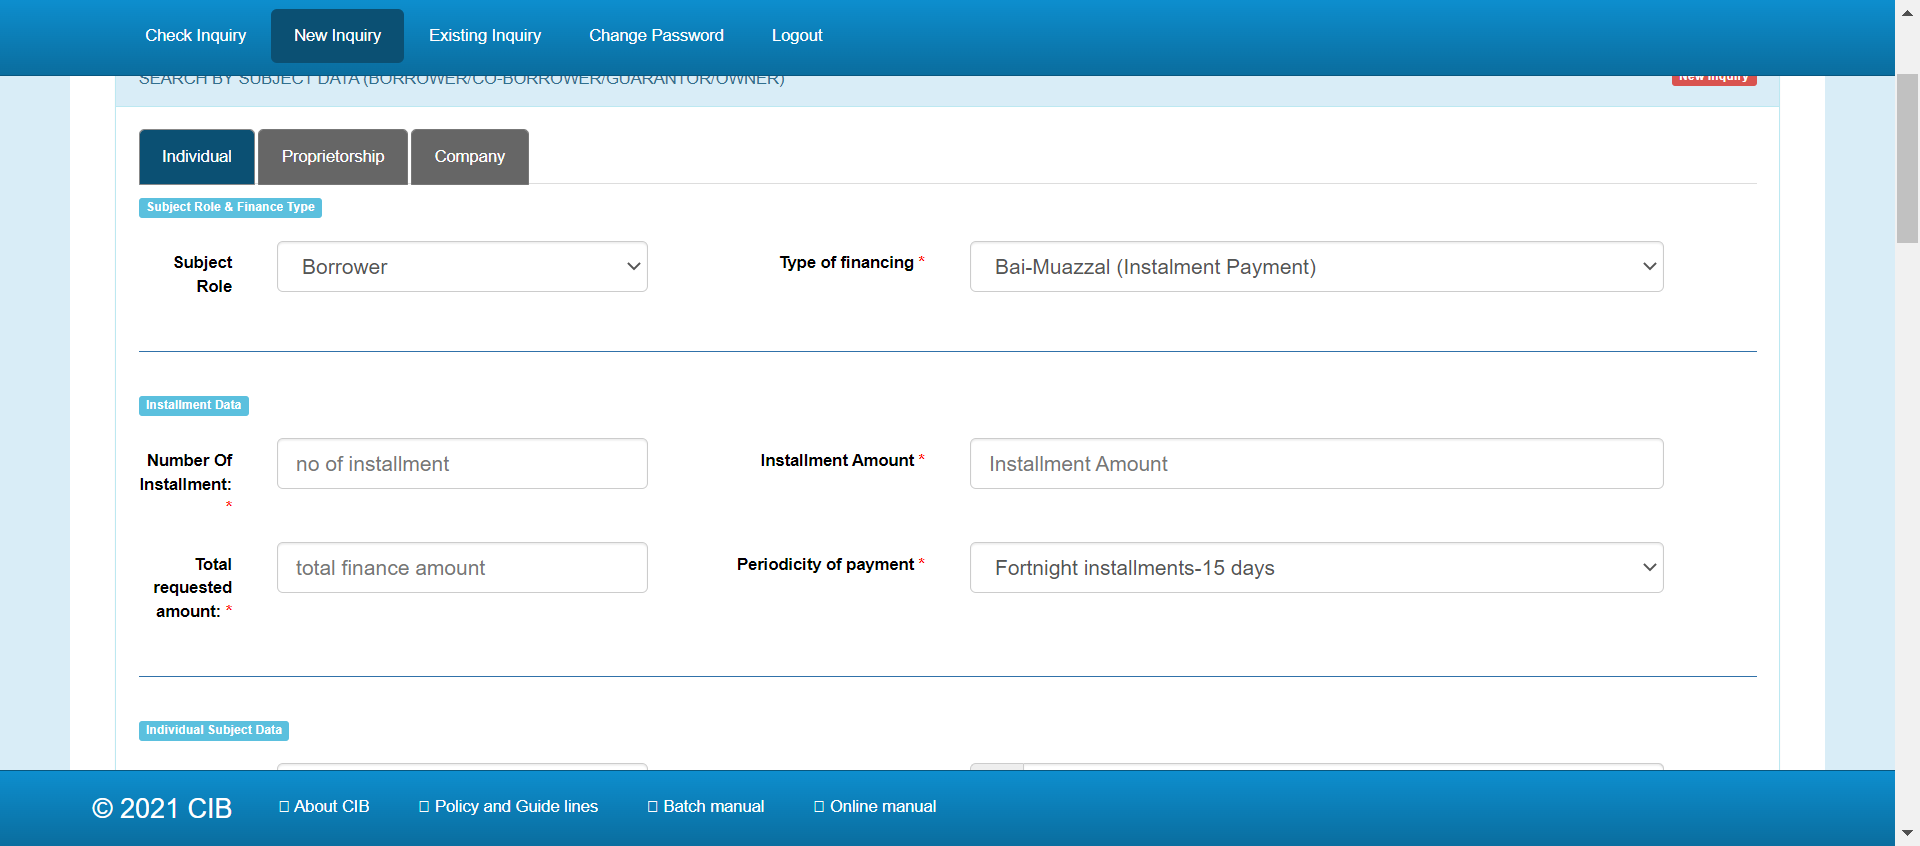 Check Inquiry New Inquiry Existing Inquiry Change Password Logout
SEARCH BY SUBJECT DATA (BORROWER/CO-BORROWER/GUARANTOR/OWNER) New Inquiry
Individual Proprietorship Company
Subject Role & Finance Type
Subject Role Borrower Type of financing * Bai-Muazzal (Instalment Payment)
Installment Data
Number Of Installment: * no of installment Installment Amount * Installment Amount
Total requested amount: * total finance amount Periodicity of payment * Fortnight installments-15 days
Individual Subject Data
© 2021 CIB About CIB Policy and Guide lines Batch manual Online manual